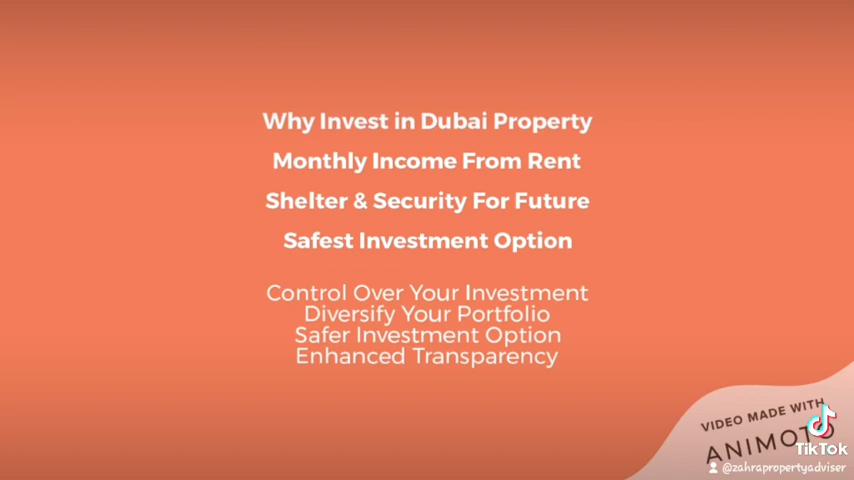 Why Invest in Dubai Property
Monthly Income From Rent
Shelter & Security For Future
Safest Investment Option
Control Over Your Investment
Diversify Your Portfolio
Safer Investment Option
Enhanced Transparency
VIDEO MADE WITH
ANIMOTO
TikTok
@zahrapropertyadviser